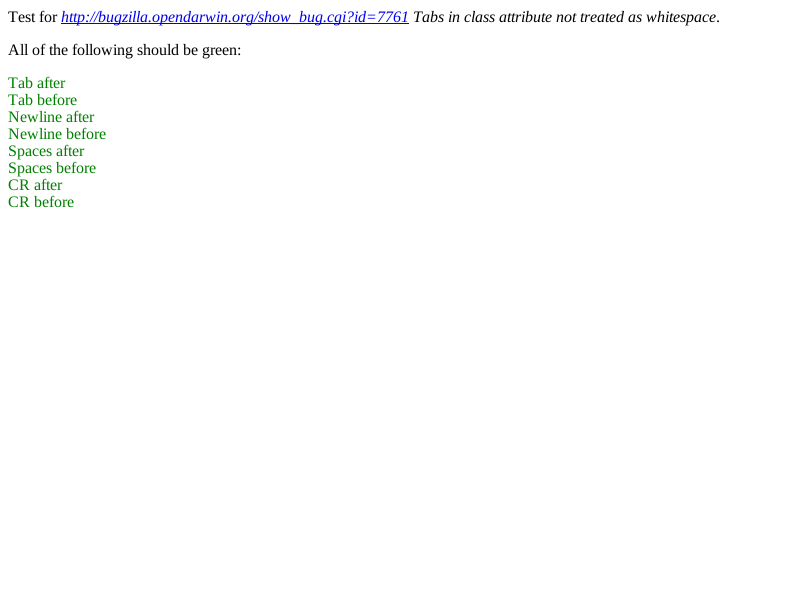 Test for http://bugzilla.opendarwin.org/show_bug.cgi?id=7761 Tabs in class attribute not treated as whitespace.
All of the following should be green:
Tab after
Tab before
Newline after
Newline before
Spaces after
Spaces before
CR after
CR before